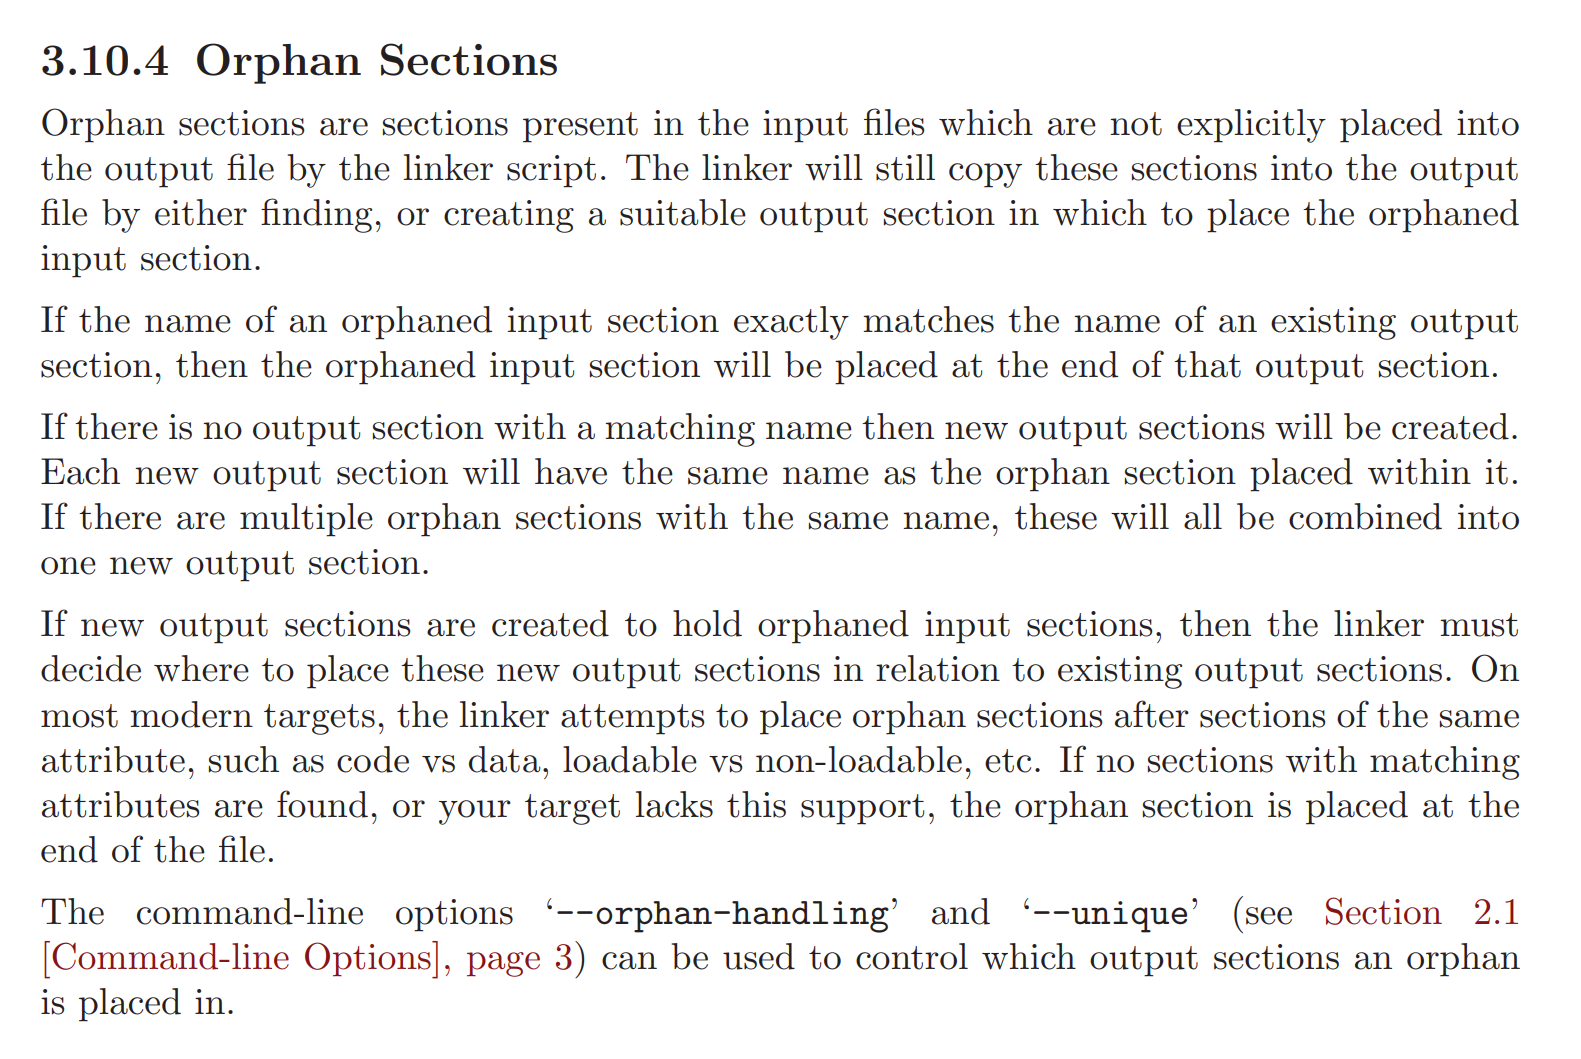 3.10.4 Orphan Sections
Orphan sections are sections present in the input files which are not explicitly placed into
the output file by the linker script. The linker will still copy these sections into the output
file by either finding, or creating a suitable output section in which to place the orphaned
input section.
If the name of an orphaned input section exactly matches the name of an existing output
section, then the orphaned input section will be placed at the end of that output section.
If there is no output section with a matching name then new output sections will be created.
Each new output section will have the same name as the orphan section placed within it.
If there are multiple orphan sections with the same name, these will all be combined into
one new output section.
If new output sections are created to hold orphaned input sections, then the linker must
decide where to place these new output sections in relation to existing output sections. On
most modern targets, the linker attempts to place orphan sections after sections of the same
attribute, such as code vs data, loadable vs non-loadable, etc. If no sections with matching
attributes are found, or your target lacks this support, the orphan section is placed at the
end of the file.
The command-line options ‘--orphan-handling’ and ‘--unique’ (see Section 2.1
[Command-line Options], page 3) can be used to control which output sections an orphan
is placed in.